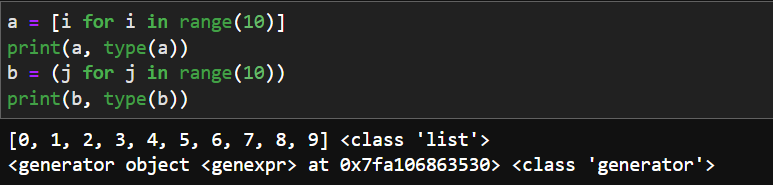 a = [i for i in range(10)]
print(a, type(a))
b = (j for j in range(10))
print(b, type(b))
[0, 1, 2, 3, 4, 5, 6, 7, 8, 9] <class 'list'>
<generator object <genexpr> at 0x7fa106863530> <class 'generator'>